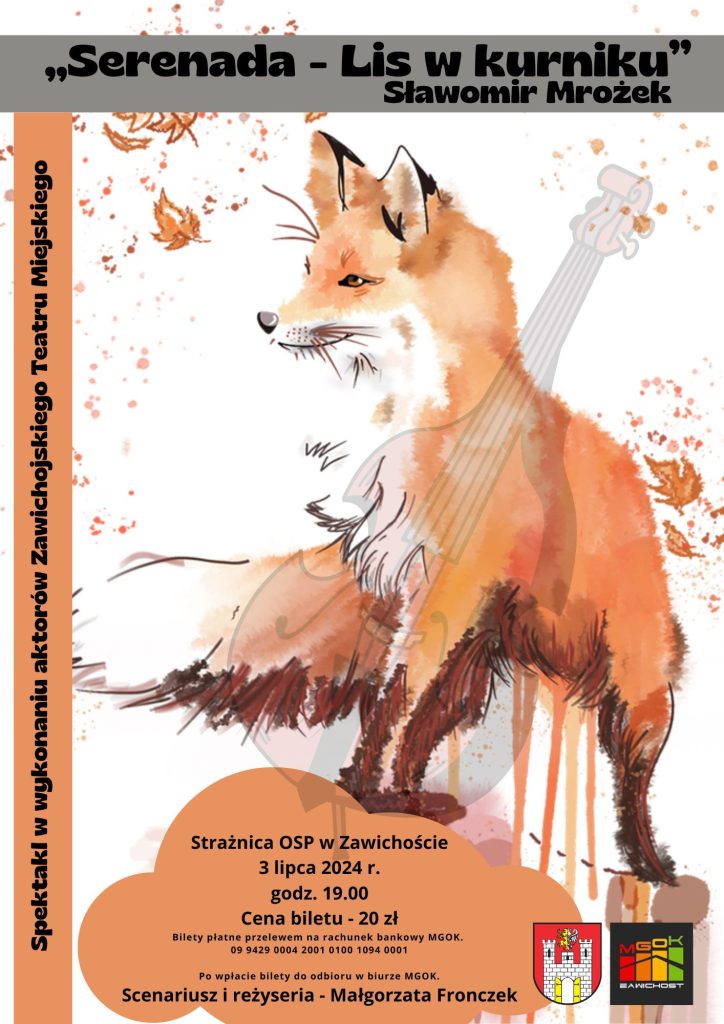 „Serenada - Lis w kurniku”
Sławomir Mrożek
Spektakl w wykonaniu aktorów Zawichojskiego Teatru Miejskiego
Strażnica OSP w Zawichoście
3 lipca 2024 r.
godz. 19.00
Cena biletu - 20 zł
Bilety płatne przelewem na rachunek bankowy MGOK.
09 9429 0004 2001 0100 1094 0001
Po wpłacie bilety do odbioru w biurze MGOK.
Scenariusz i reżyseria - Małgorzata Fronczek
MGOK
ZAWICHOST